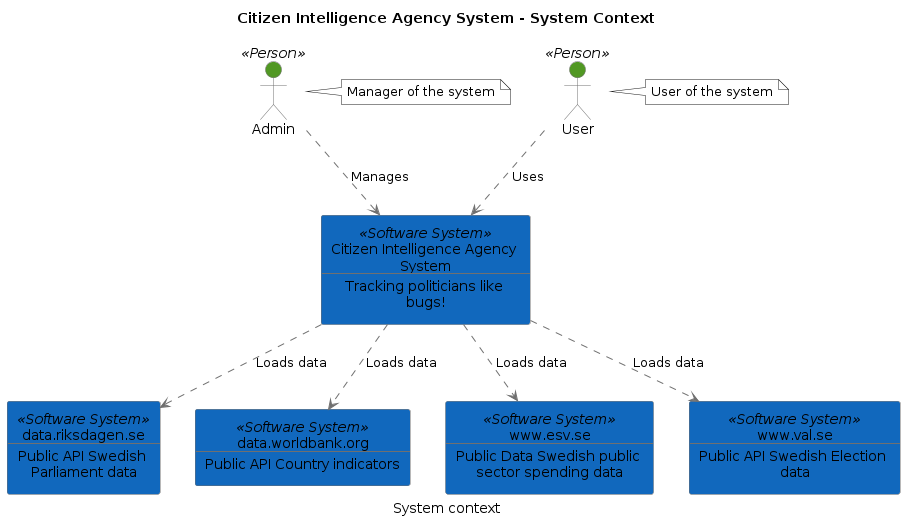 Citizen Intelligence Agency System - System Context
«Person»
Admin
Manager of the system
«Person»
User
User of the system
Manages
Uses
«Software System»
Citizen Intelligence Agency
System
Tracking politicians like
bugs!
Loads data
Loads data
Loads data
Loads data
«Software System»
data.riksdagen.se
Public API Swedish
Parliament data
«Software System»
data.worldbank.org
Public API Country indicators
«Software System»
www.esv.se
Public Data Swedish public
sector spending data
«Software System»
www.val.se
Public API Swedish Election
data
System context